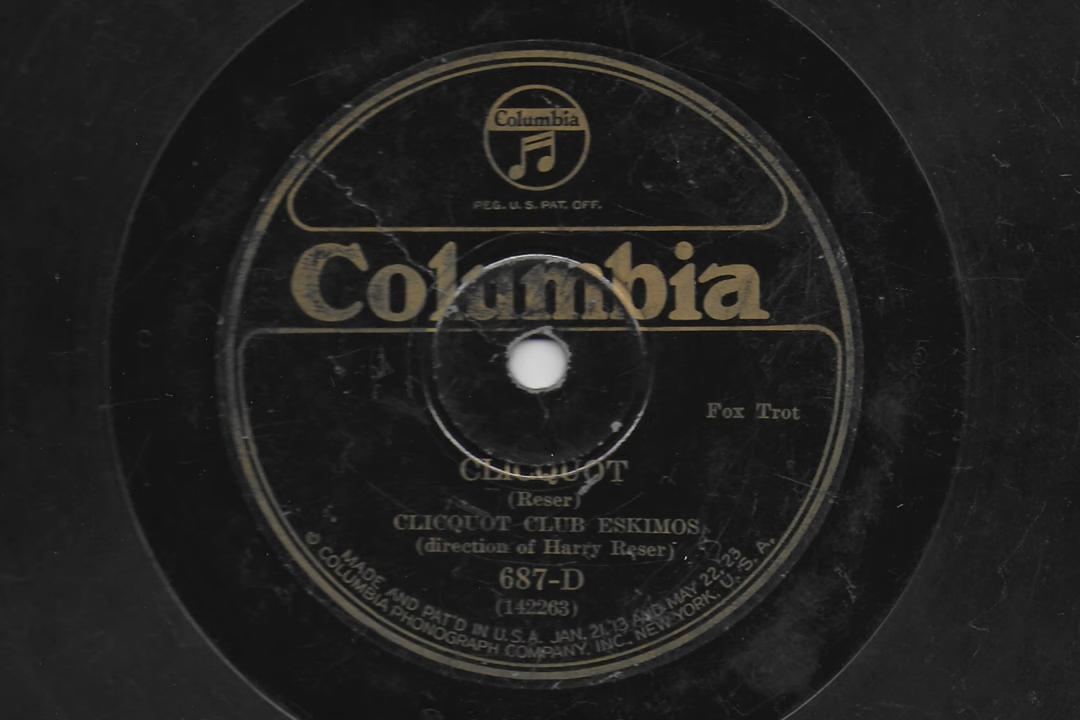 Columbia
REG. U. S. PAT. OFF.
Columbia
Fox Trot
CLICQUOT
(Reser)
CLICQUOT CLUB ESKIMOS
(direction of Harry Reser)
687-D
(142263)
MADE AND PAT'D IN U.S.A. JAN. 21, '13 AND MAY 22, '23
© COLUMBIA PHONOGRAPH COMPANY, INC., NEW YORK, U. S. A.